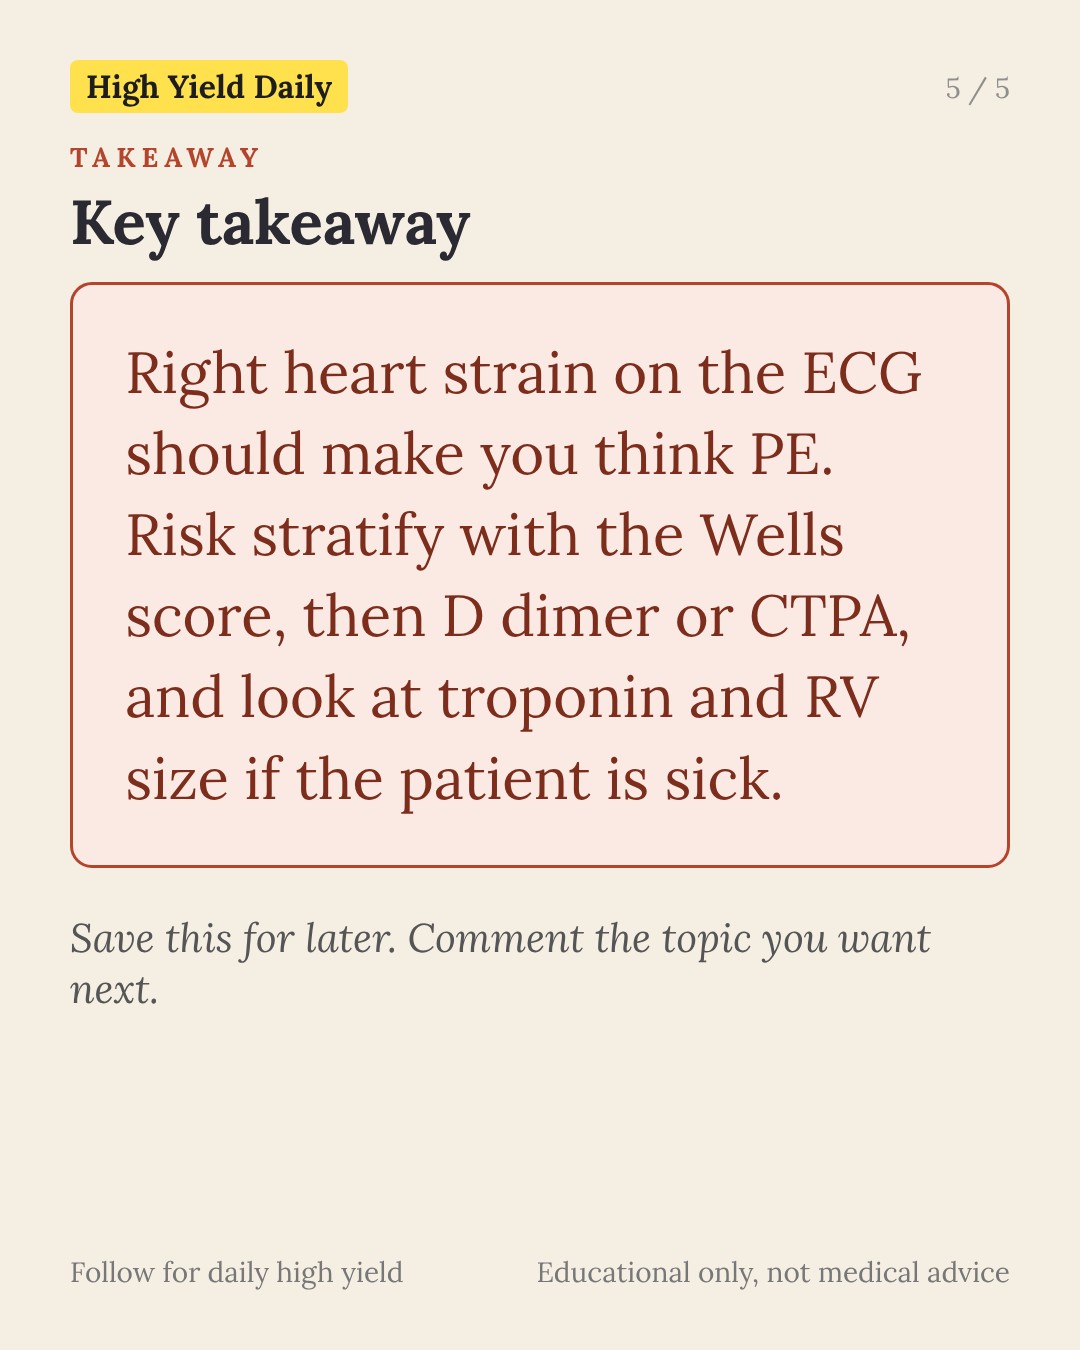 High Yield Daily
5 / 5
TAKEAWAY
Key takeaway
Right heart strain on the ECG
should make you think PE.
Risk stratify with the Wells
score, then D dimer or CTPA,
and look at troponin and RV
size if the patient is sick.
Save this for later. Comment the topic you want
next.
Follow for daily high yield
Educational only, not medical advice